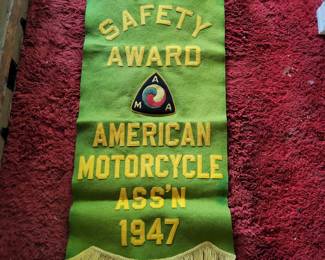 SAFETY
AWARD
A
M A
AMERICAN
MOTORCYCLE
ASS'N
1947